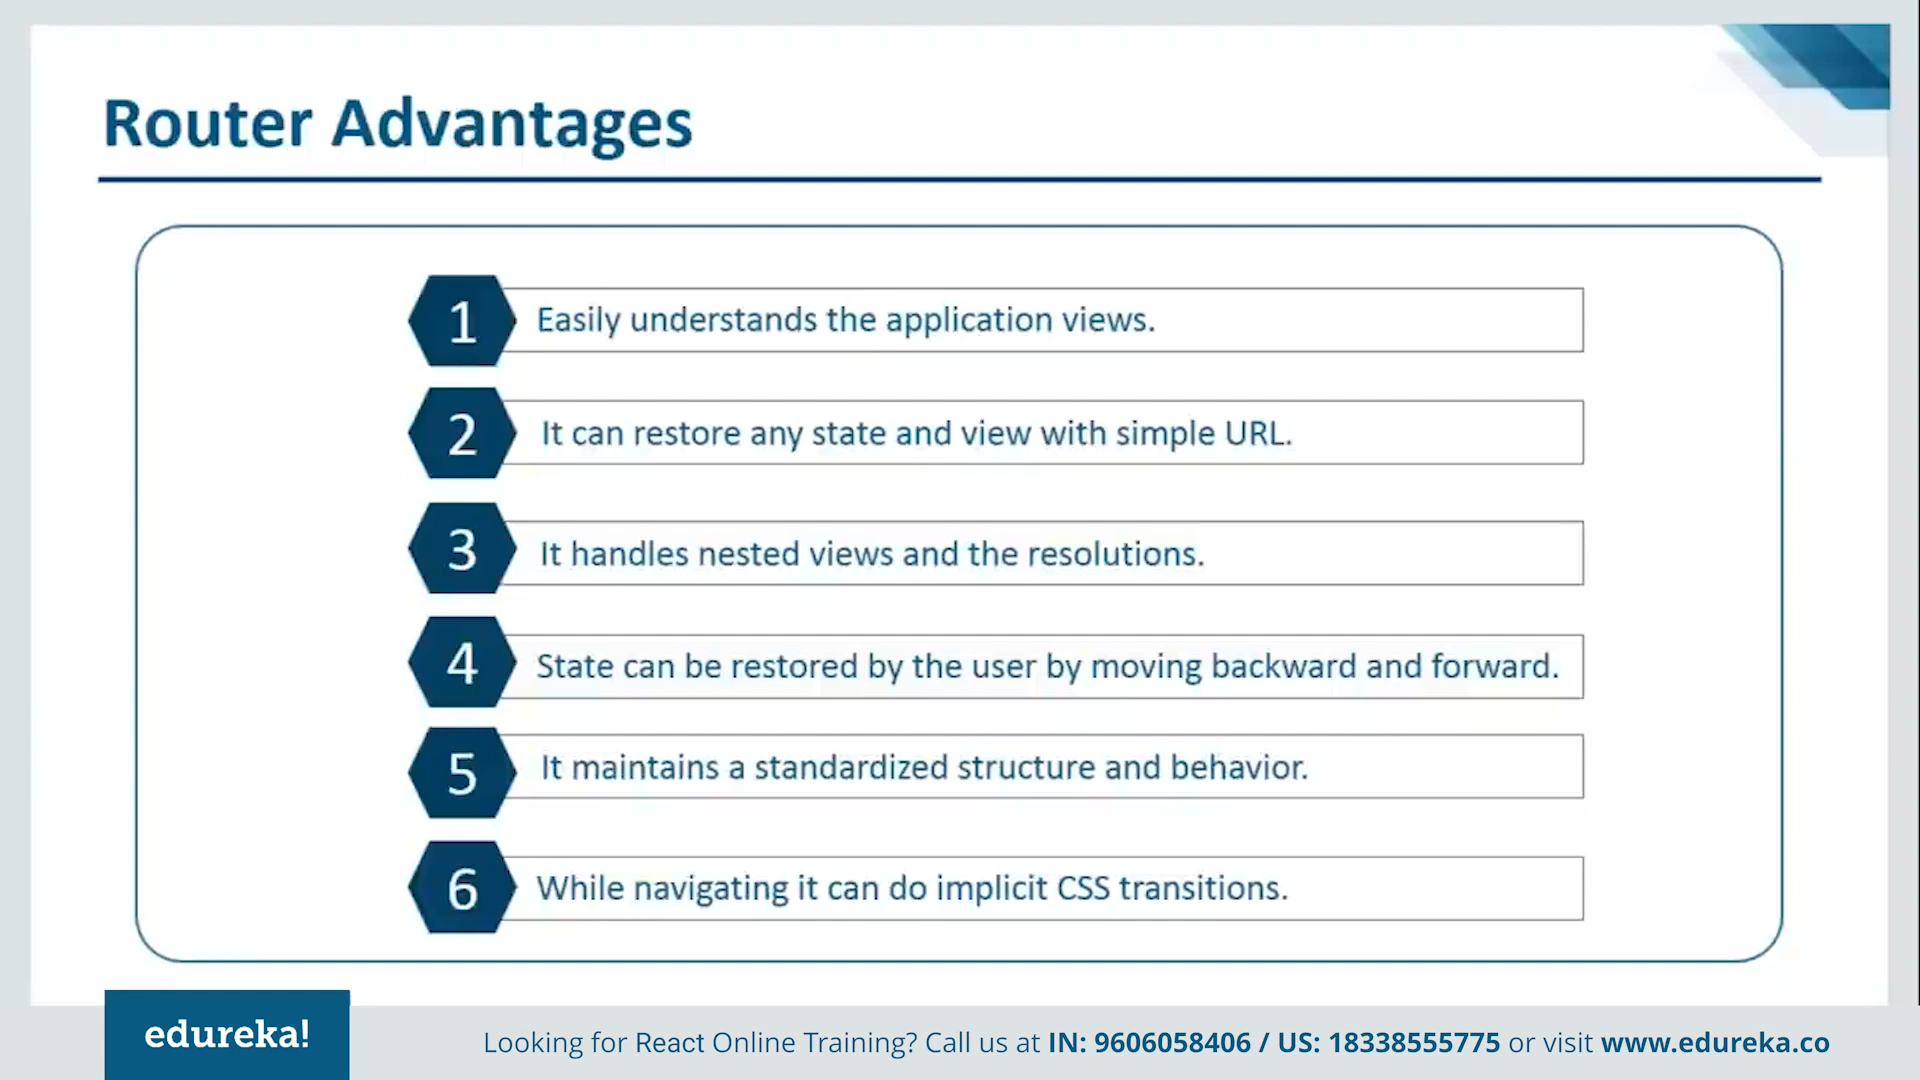 Router Advantages
1 Easily understands the application views.
2 It can restore any state and view with simple URL.
3 It handles nested views and the resolutions.
4 State can be restored by the user by moving backward and forward.
5 It maintains a standardized structure and behavior.
6 While navigating it can do implicit CSS transitions.
edureka!
Looking for React Online Training? Call us at IN: 9606058406 / US: 18338555775 or visit www.edureka.co